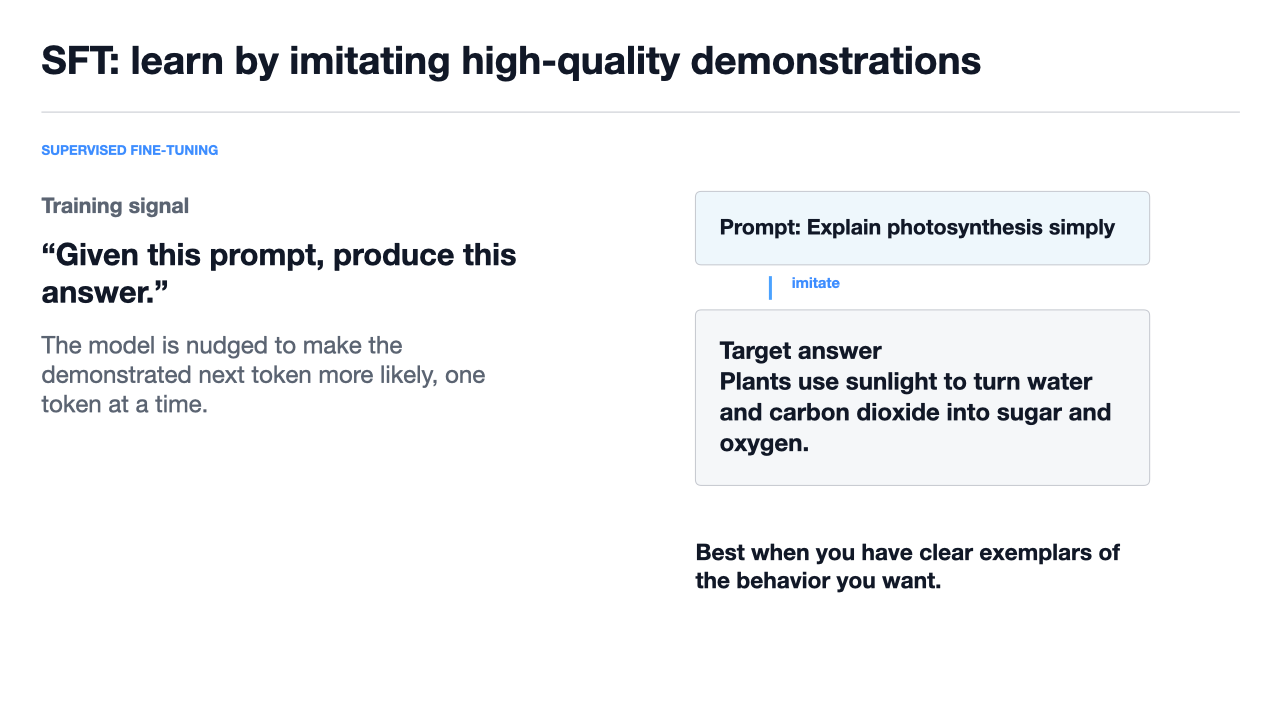 SFT: learn by imitating high-quality demonstrations
SUPERVISED FINE-TUNING
Training signal
“Given this prompt, produce this
answer.”
The model is nudged to make the
demonstrated next token more likely, one
token at a time.
Prompt: Explain photosynthesis simply
imitate
Target answer
Plants use sunlight to turn water
and carbon dioxide into sugar and
oxygen.
Best when you have clear exemplars of
the behavior you want.